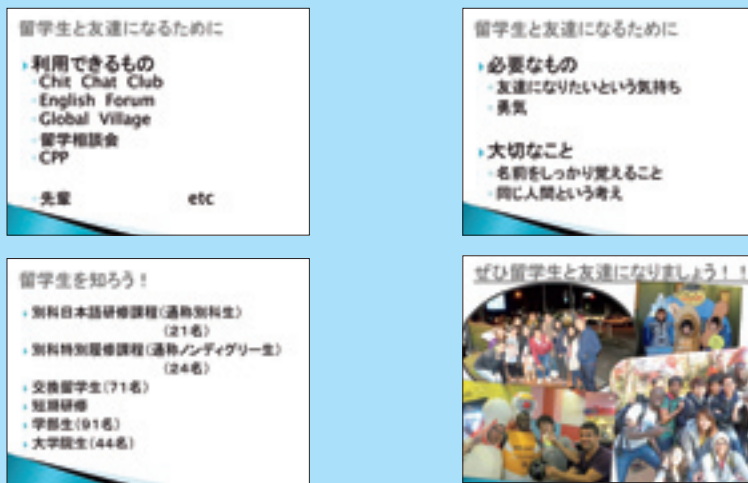 留学生と友達になるために
利用できるもの
Chit Chat Club
English Forum
Global Village
留学相談会
CPP
先輩 etc
留学生と友達になるために
必要なもの
友達になりたいという気持ち
勇気
大切なこと
名前をしっかり覚えること
同じ人間という考え
留学生を知ろう！
別科日本語研修課程(通称別科生)
(21名)
別科特別履修課程(通称ノンディグリー生)
(24名)
交換留学生(71名)
短期研修
学部生(91名)
大学院生(44名)
ぜひ留学生と友達になりましょう！！